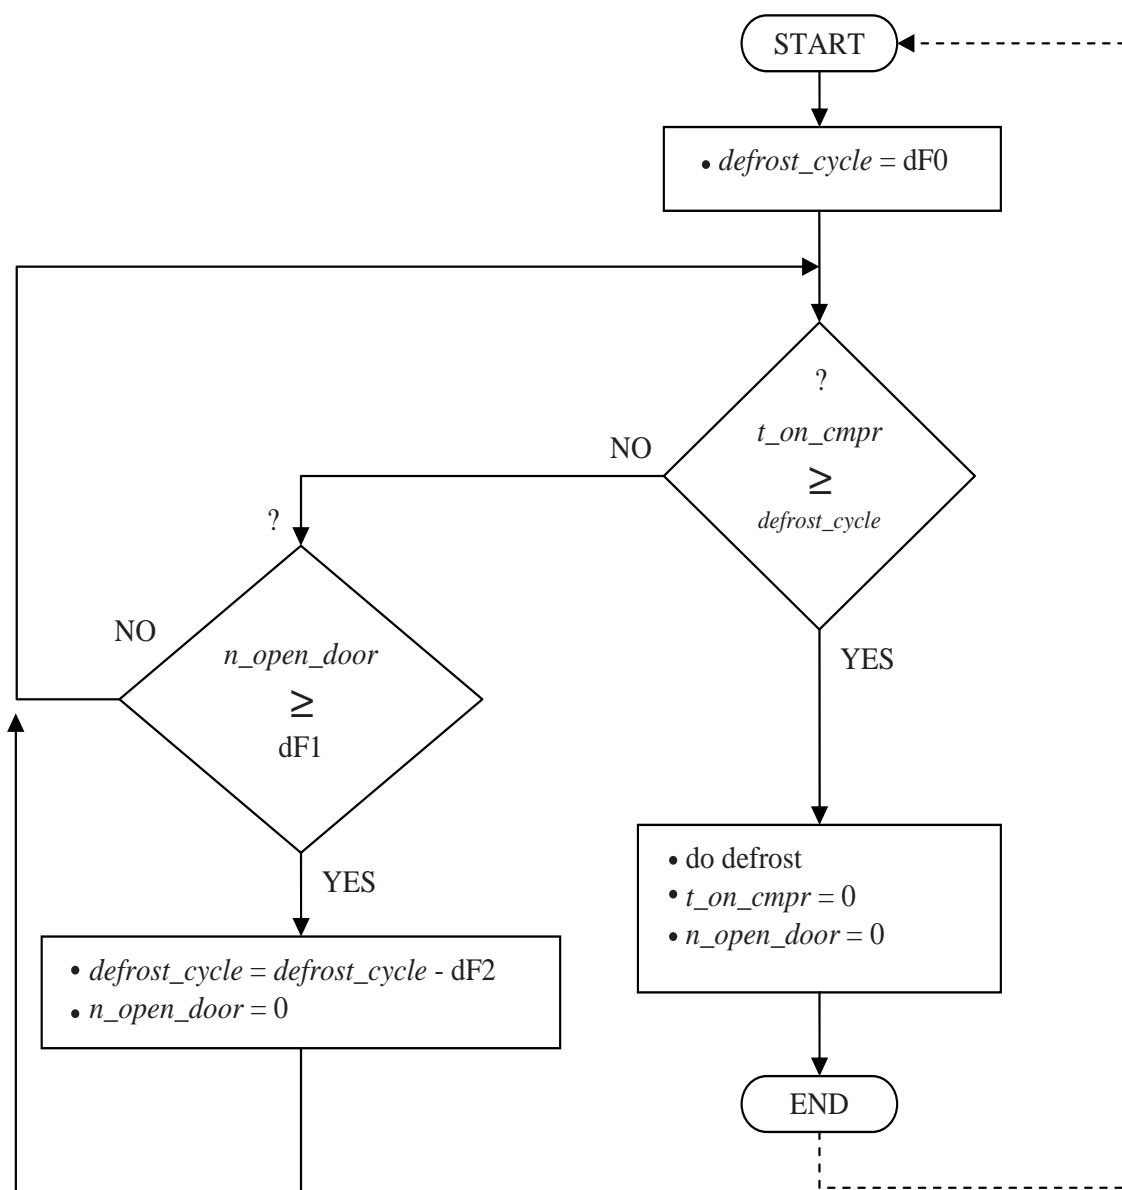 START
• defrost_cycle = dF0
?
t_on_cmpr
≥
defrost_cycle
NO
YES
?
NO
n_open_door
≥
dF1
YES
• do defrost
• t_on_cmpr = 0
• n_open_door = 0
• defrost_cycle = defrost_cycle - dF2
• n_open_door = 0
END